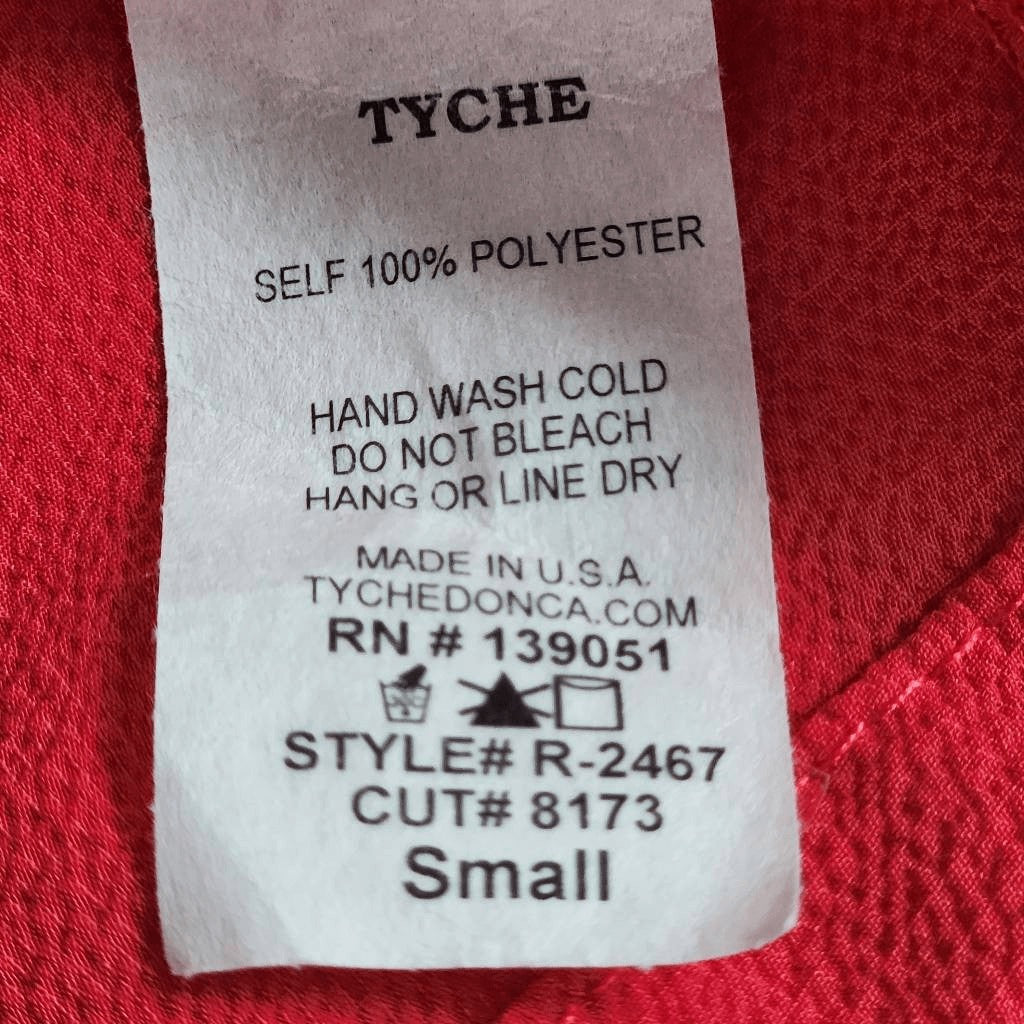 TYCHE
SELF 100% POLYESTER
HAND WASH COLD
DO NOT BLEACH
HANG OR LINE DRY
MADE IN U.S.A.
TYCHEDONCA.COM
RN # 139051
STYLE# R-2467
CUT# 8173
Small